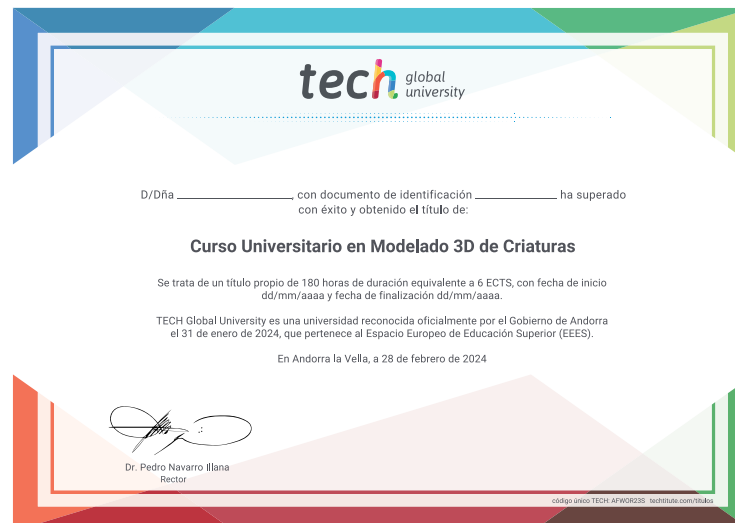 tech global university
D/Dña __________________, con documento de identificación ____________ ha superado
con éxito y obtenido el título de:
Curso Universitario en Modelado 3D de Criaturas
Se trata de un título propio de 180 horas de duración equivalente a 6 ECTS, con fecha de inicio
dd/mm/aaaa y fecha de finalización dd/mm/aaaa.
TECH Global University es una universidad reconocida oficialmente por el Gobierno de Andorra
el 31 de enero de 2024, que pertenece al Espacio Europeo de Educación Superior (EEES).
En Andorra la Vella, a 28 de febrero de 2024
Dr. Pedro Navarro Illana
Rector
código único TECH: AFWOR23S techtitute.com/titulos